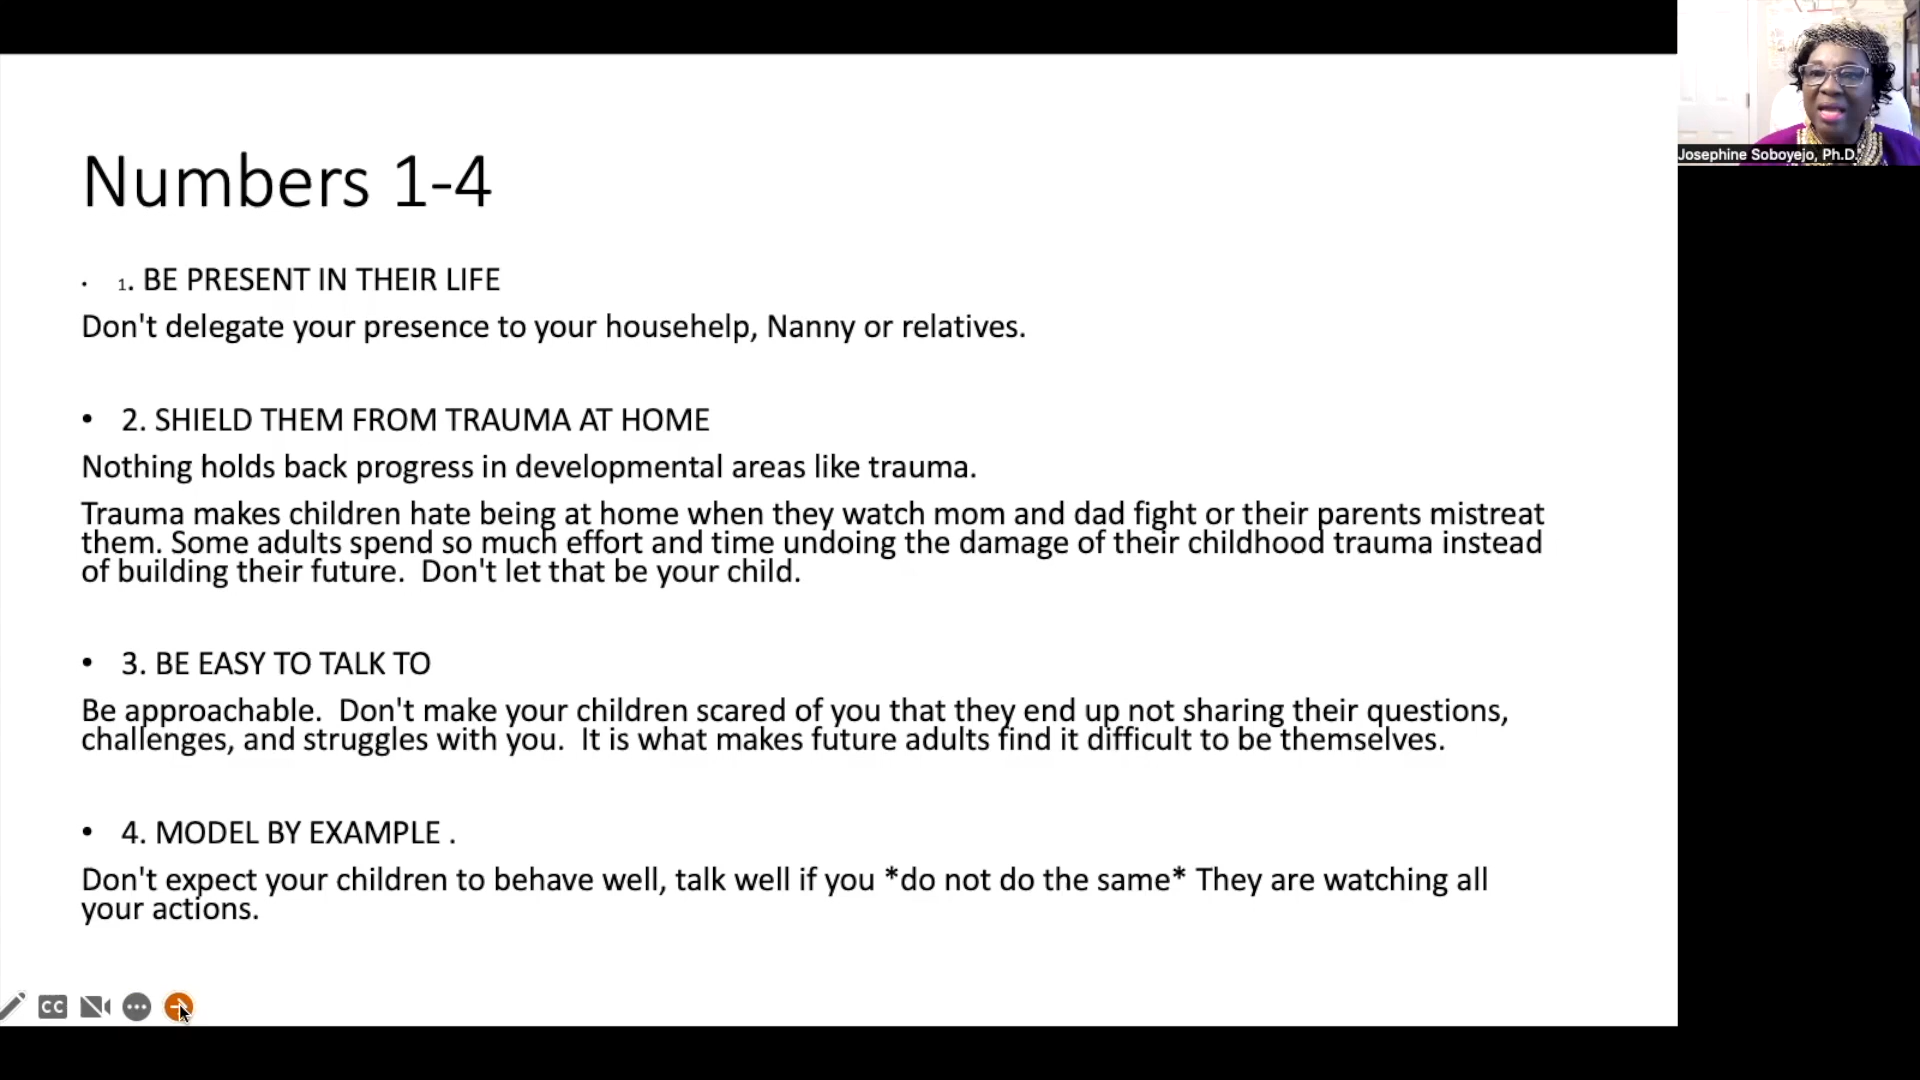 Numbers 1-4
• 1. BE PRESENT IN THEIR LIFE
Don't delegate your presence to your househelp, Nanny or relatives.
• 2. SHIELD THEM FROM TRAUMA AT HOME
Nothing holds back progress in developmental areas like trauma.
Trauma makes children hate being at home when they watch mom and dad fight or their parents mistreat
them. Some adults spend so much effort and time undoing the damage of their childhood trauma instead
of building their future.  Don't let that be your child.
• 3. BE EASY TO TALK TO
Be approachable.  Don't make your children scared of you that they end up not sharing their questions,
challenges, and struggles with you.  It is what makes future adults find it difficult to be themselves.
• 4. MODEL BY EXAMPLE .
Don't expect your children to behave well, talk well if you *do not do the same* They are watching all
your actions.
CC
Josephine Soboyejo, Ph.D.